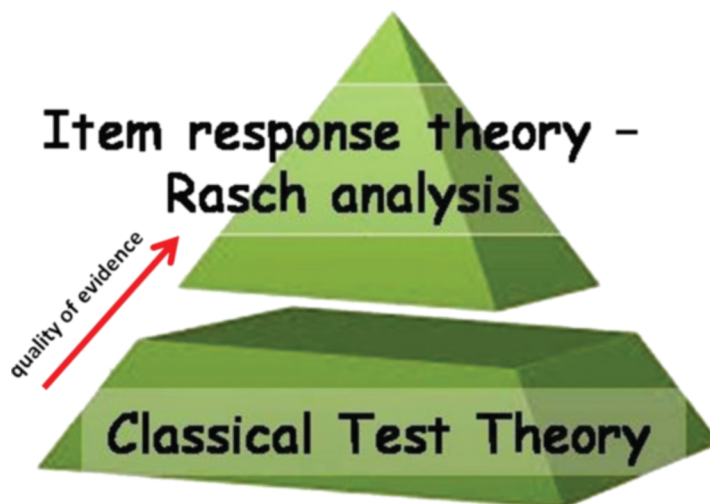 Item response theory –
Rasch analysis
quality of evidence
Classical Test Theory